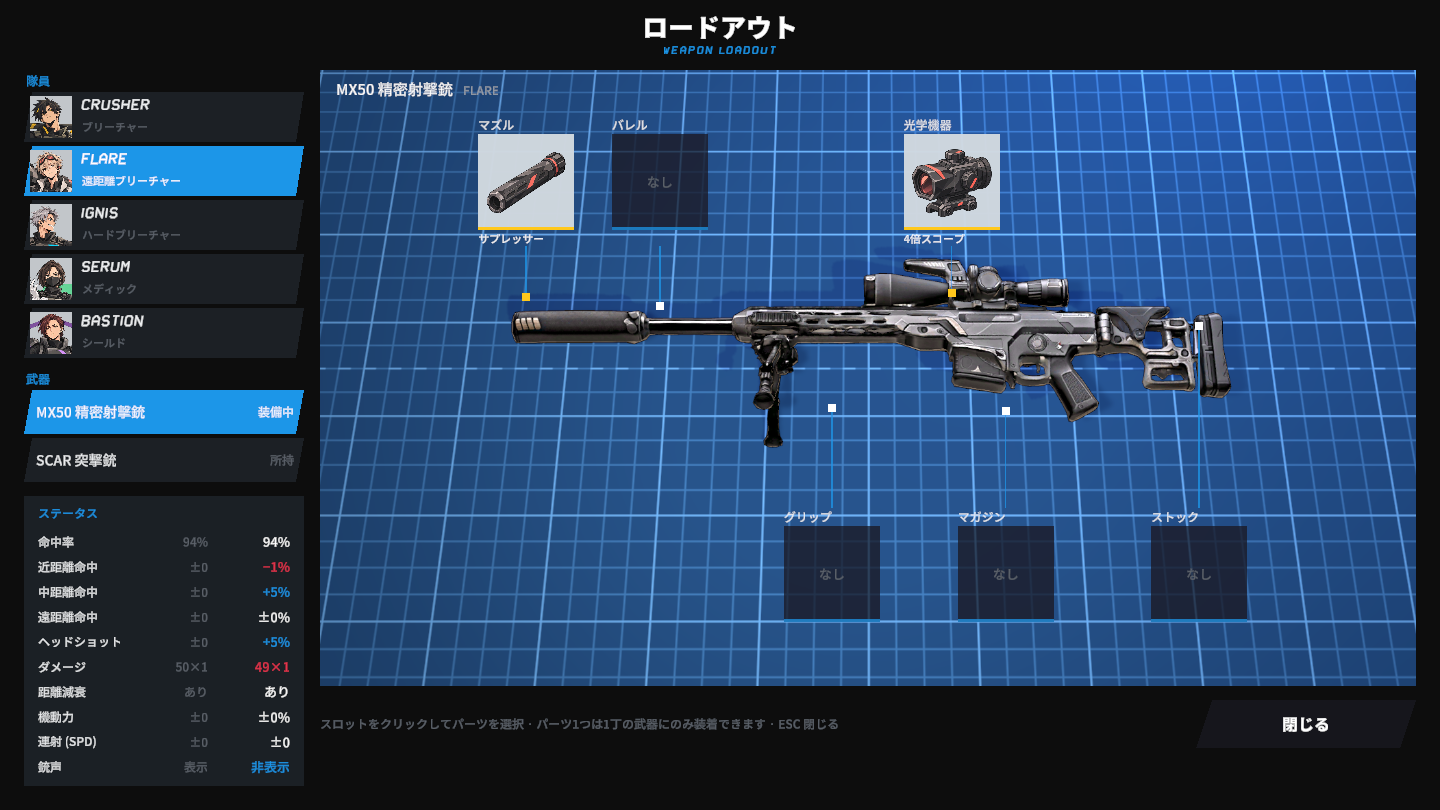 ロードアウト
WEAPON LOADOUT
隊員
CRUSHER
ブリーチャー
FLARE
遠距離ブリーチャー
IGNIS
ハードブリーチャー
SERUM
メディック
BASTION
シールド
武器
MX50 精密射撃銃 装備中
SCAR 突撃銃 所持
ステータス
命中率 94% 94%
近距離命中 ±0 −1%
中距離命中 ±0 +5%
遠距離命中 ±0 ±0%
ヘッドショット ±0 +5%
ダメージ 50×1 49×1
距離減衰 あり あり
機動力 ±0 ±0%
連射 (SPD) ±0 ±0
銃声 表示 非表示
MX50 精密射撃銃 FLARE
マズル
サプレッサー
バレル
なし
光学機器
4倍スコープ
グリップ
なし
マガジン
なし
ストック
なし
スロットをクリックしてパーツを選択 · パーツ1つは1丁の武器にのみ装着できます · ESC 閉じる
閉じる